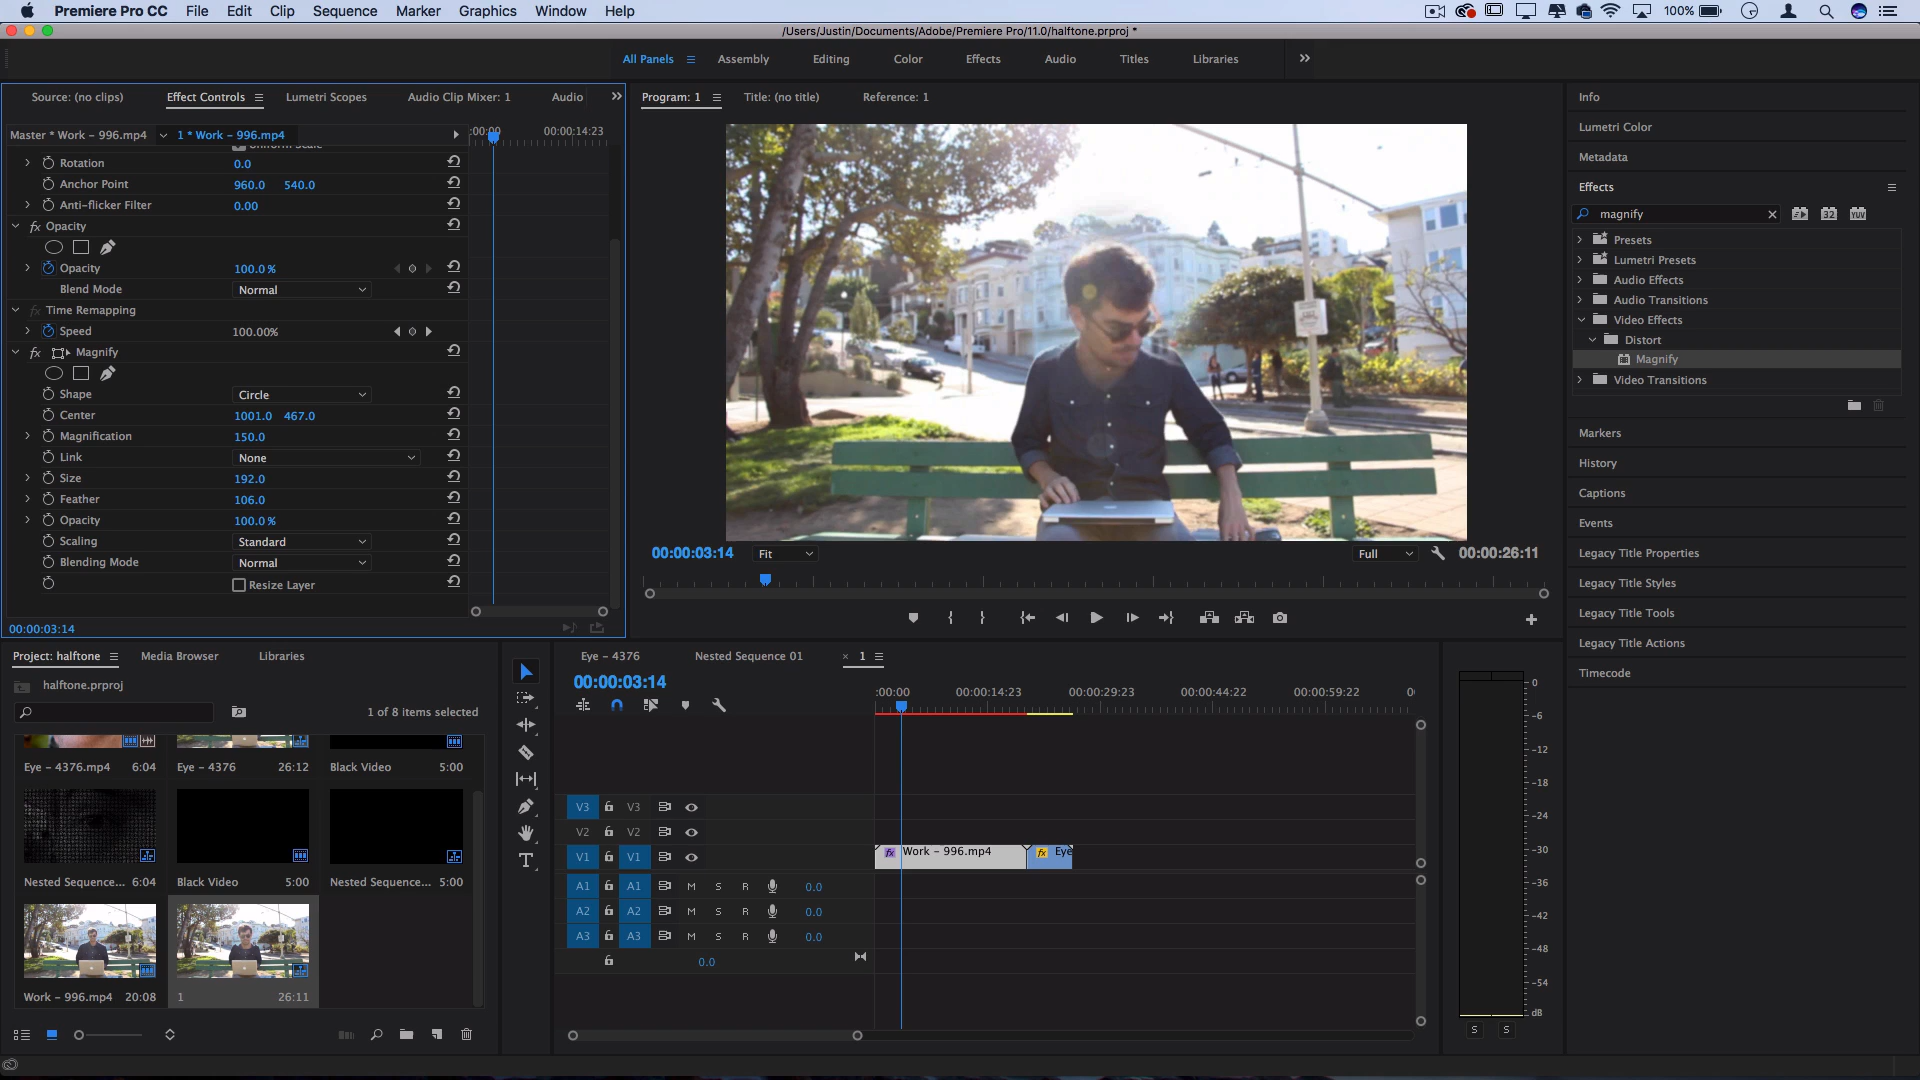 Premiere Pro CC File Edit Clip Sequence Marker Graphics Window Help 100%
/Users/Justin/Documents/Adobe/Premiere Pro/11.0/halftone.prproj *
All Panels Assembly Editing Color Effects Audio Titles Libraries
Source: (no clips) Effect Controls Lumetri Scopes Audio Clip Mixer: 1 Audio
Master * Work - 996.mp4 1 * Work - 996.mp4 :00:00 00:00:14:23
Uniform Scale
Rotation 0.0
Anchor Point 960.0 540.0
Anti-flicker Filter 0.00
fx Opacity
Opacity 100.0 %
Blend Mode Normal
fx Time Remapping
Speed 100.00%
fx Magnify
Shape Circle
Center 1001.0 467.0
Magnification 150.0
Link None
Size 192.0
Feather 106.0
Opacity 100.0 %
Scaling Standard
Blending Mode Normal
Resize Layer
00:00:03:14
Program: 1 Title: (no title) Reference: 1
00:00:03:14 Fit Full 00:00:26:11
Info
Lumetri Color
Metadata
Effects
magnify 32 YUV
Presets
Lumetri Presets
Audio Effects
Audio Transitions
Video Effects
Distort
Magnify
Video Transitions
Markers
History
Captions
Events
Legacy Title Properties
Legacy Title Styles
Legacy Title Tools
Legacy Title Actions
Timecode
Project: halftone Media Browser Libraries
halftone.prproj
1 of 8 items selected
Eye - 4376.mp4 6:04 Eye - 4376 26:12 Black Video 5:00
Nested Sequence... 6:04 Black Video 5:00 Nested Sequence... 5:00
Work - 996.mp4 20:08 1 26:11
T
Eye - 4376 Nested Sequence 01 × 1
00:00:03:14
:00:00 00:00:14:23 00:00:29:23 00:00:44:22 00:00:59:22 0
V3 V3
V2 V2
V1 V1 fx Work - 996.mp4 fx Eye
A1 A1 M S R 0.0
A2 A2 M S R 0.0
A3 A3 M S R 0.0
0.0
0
-6
-12
-18
-24
-30
-36
-42
-48
-54
dB
S S